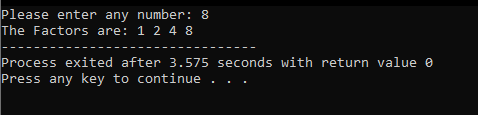 Please enter any number: 8
The Factors are: 1 2 4 8
--------------------------------
Process exited after 3.575 seconds with return value 0
Press any key to continue . . .